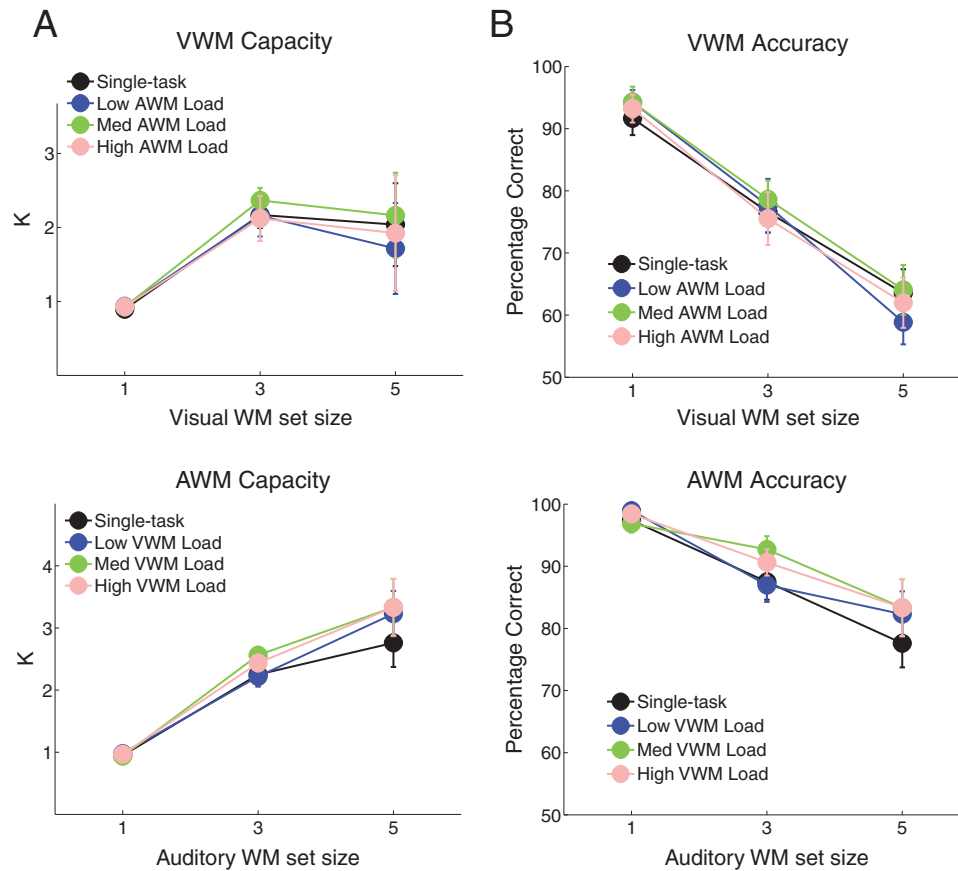 A
VWM Capacity
Single-task
Low AWM Load
Med AWM Load
High AWM Load
3
2
1
K
1 3 5
Visual WM set size
B
VWM Accuracy
100
90
80
70
60
50
Percentage Correct
Single-task
Low AWM Load
Med AWM Load
High AWM Load
1 3 5
Visual WM set size
AWM Capacity
Single-task
Low VWM Load
Med VWM Load
High VWM Load
4
3
2
1
K
1 3 5
Auditory WM set size
AWM Accuracy
100
90
80
70
60
50
Percentage Correct
Single-task
Low VWM Load
Med VWM Load
High VWM Load
1 3 5
Auditory WM set size